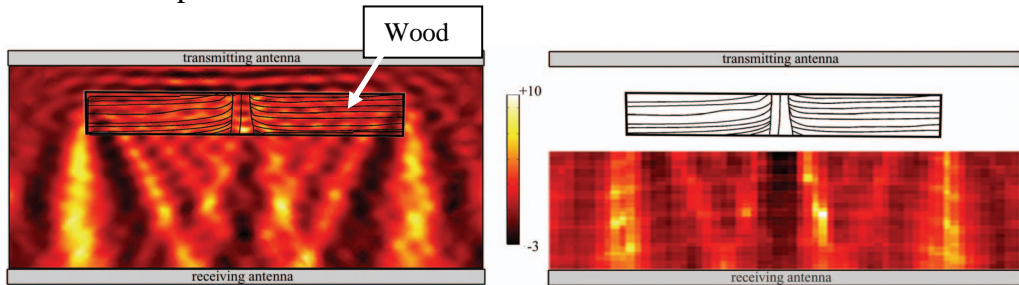 Wood
transmitting antenna
transmitting antenna
+10
-3
receiving antenna
receiving antenna